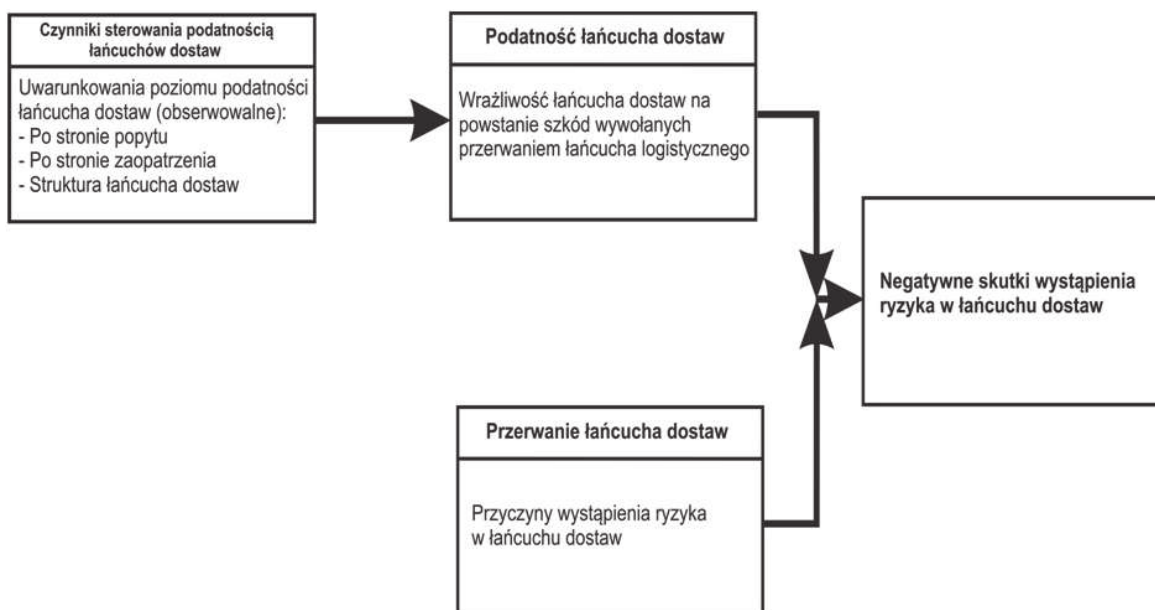 Czynniki sterowania podatnością
łańcuchów dostaw
Uwarunkowania poziomu podatności
łańcucha dostaw (obserwowalne):
- Po stronie popytu
- Po stronie zaopatrzenia
- Struktura łańcucha dostaw
Podatność łańcucha dostaw
Wrażliwość łańcucha dostaw na
powstanie szkód wywołanych
przerwaniem łańcucha logistycznego
Przerwanie łańcucha dostaw
Przyczyny wystąpienia ryzyka
w łańcuchu dostaw
Negatywne skutki wystąpienia
ryzyka w łańcuchu dostaw